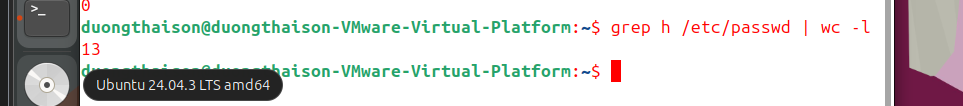 0
duongthaison@duongthaison-VMware-Virtual-Platform:~$ grep h /etc/passwd | wc -l
13
duongthaison@duongthaison-VMware-Virtual-Platform:~$
Ubuntu 24.04.3 LTS amd64